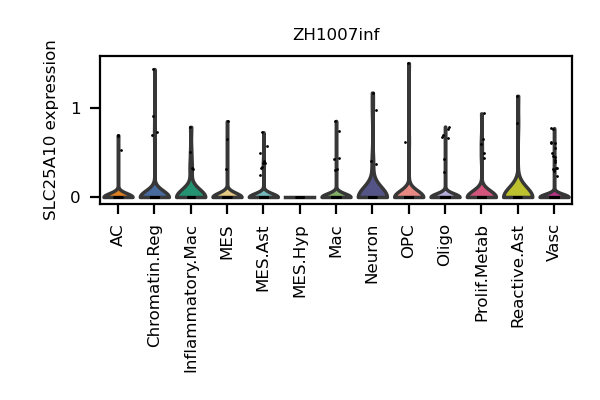 ZH1007inf
SLC25A10 expression
1
0
AC
Chromatin.Reg
Inflammatory.Mac
MES
MES.Ast
MES.Hyp
Mac
Neuron
OPC
Oligo
Prolif.Metab
Reactive.Ast
Vasc